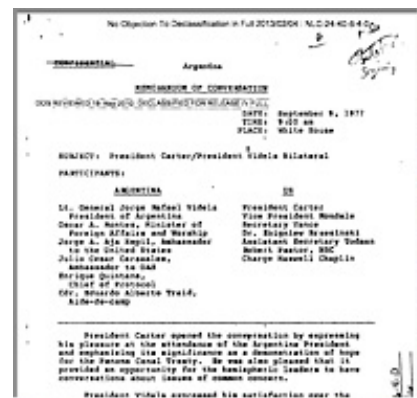 No Objection To Declassification in Full 2013/02/04 : NLC-24-40-8-4-0
CONFIDENTIAL
Argentina
MEMORANDUM OF CONVERSATION
DATE: September 9, 1977
TIME: 9:00 am
PLACE: White House
SUBJECT: President Carter/President Videla Bilateral
PARTICIPANTS:
ARGENTINA US
Lt. General Jorge Rafael Videla President Carter
President of Argentina Vice President Mondale
Oscar A. Montes, Minister of Secretary Vance
Foreign Affairs and Worship Dr. Zbigniew Brzezinski
Jorge A. Aja Espil, Ambassador Assistant Secretary Todman
to the United States Robert Pastor, NSC
Julio Cesar Carasales, Charge Maxwell Chaplin
Ambassador to OAS
Enrique Quintana,
Chief of Protocol
Cdr. Eduardo Alberto Traid,
Aide-de-camp
President Carter opened the conversation by expressing
his pleasure at the attendance of the Argentine President
and emphasizing its significance as a demonstration of hope
for the Panama Canal Treaty. He was also pleased that it
provided an opportunity for the hemispheric leaders to have
conversations about issues of common concern.
President Videla expressed his satisfaction over the